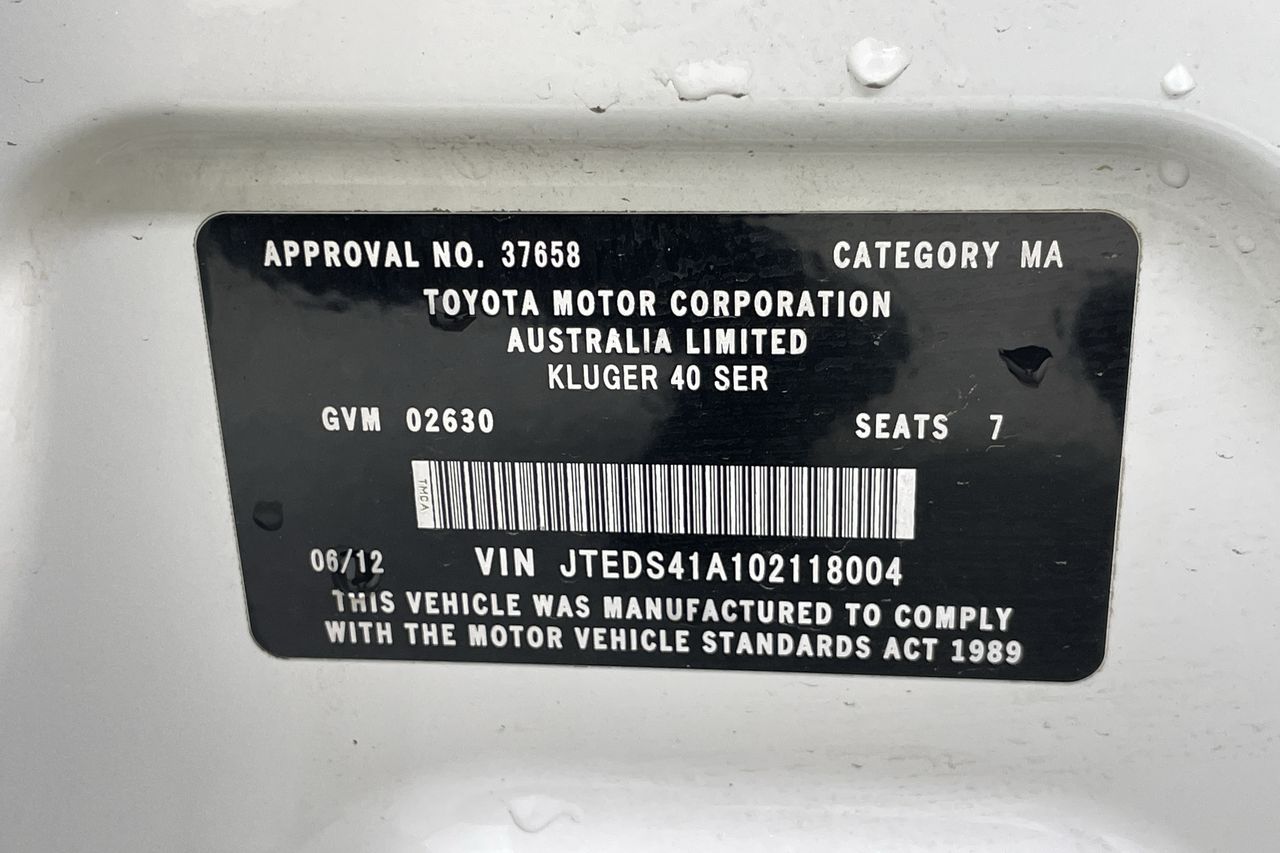 APPROVAL NO. 37658 CATEGORY MA
TOYOTA MOTOR CORPORATION
AUSTRALIA LIMITED
KLUGER 40 SER
GVM 02630 SEATS 7
TMCA
06/12 VIN JTEDS41A102118004
THIS VEHICLE WAS MANUFACTURED TO COMPLY
WITH THE MOTOR VEHICLE STANDARDS ACT 1989